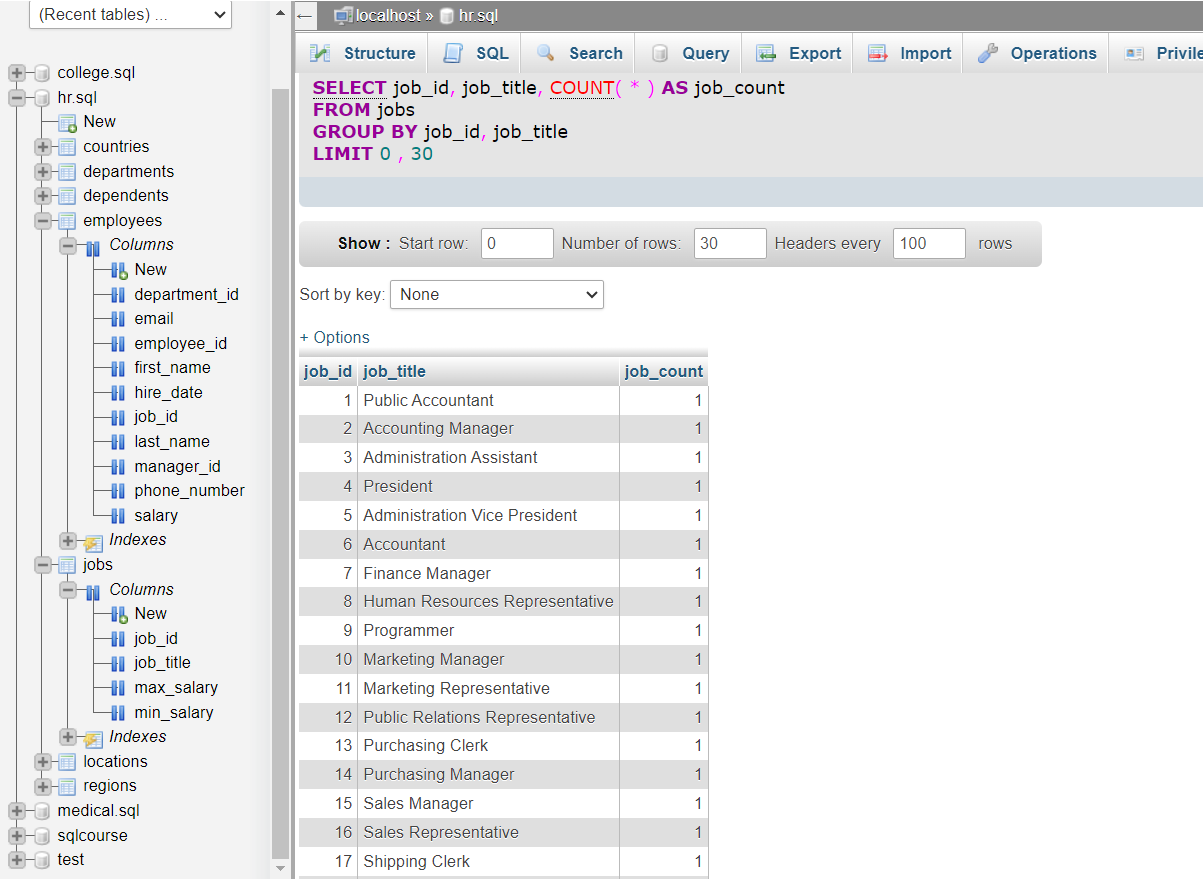 (Recent tables) ...
college.sql
hr.sql
New
countries
departments
dependents
employees
Columns
New
department_id
email
employee_id
first_name
hire_date
job_id
last_name
manager_id
phone_number
salary
Indexes
jobs
Columns
New
job_id
job_title
max_salary
min_salary
Indexes
locations
regions
medical.sql
sqlcourse
test
localhost » hr.sql
Structure SQL Search Query Export Import Operations Privile
SELECT job_id, job_title, COUNT( * ) AS job_count
FROM jobs
GROUP BY job_id, job_title
LIMIT 0 , 30
Show : Start row: 0 Number of rows: 30 Headers every 100 rows
Sort by key: None
+ Options
job_id job_title job_count
1 Public Accountant 1
2 Accounting Manager 1
3 Administration Assistant 1
4 President 1
5 Administration Vice President 1
6 Accountant 1
7 Finance Manager 1
8 Human Resources Representative 1
9 Programmer 1
10 Marketing Manager 1
11 Marketing Representative 1
12 Public Relations Representative 1
13 Purchasing Clerk 1
14 Purchasing Manager 1
15 Sales Manager 1
16 Sales Representative 1
17 Shipping Clerk 1